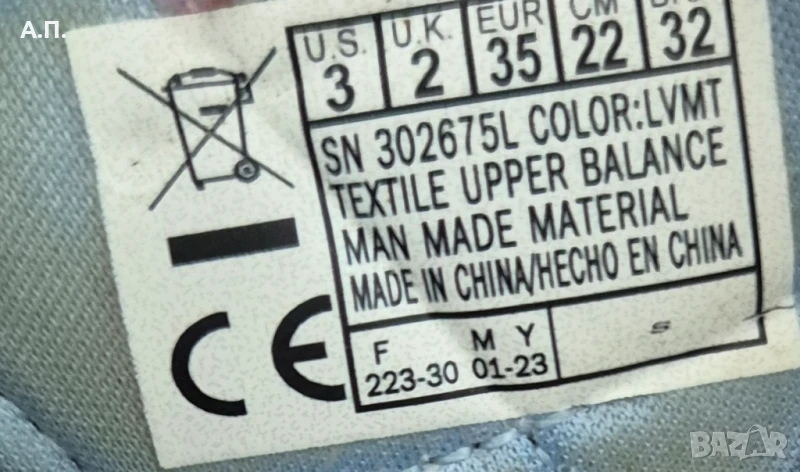 А.П.
U.S. U.K. EUR CM
3 2 35 22 32
SN 302675L COLOR:LVMT
TEXTILE UPPER BALANCE
MAN MADE MATERIAL
MADE IN CHINA/HECHO EN CHINA
F M Y
223-30 01-23
S
CE
BAZAR